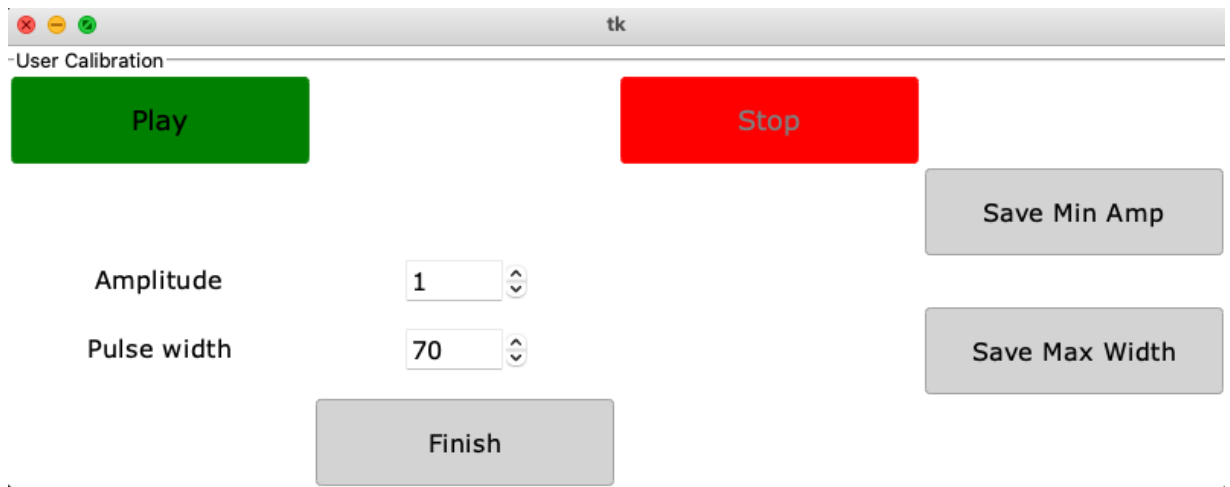 tk
User Calibration
Play
Stop
Save Min Amp
Amplitude
1
Pulse width
70
Save Max Width
Finish